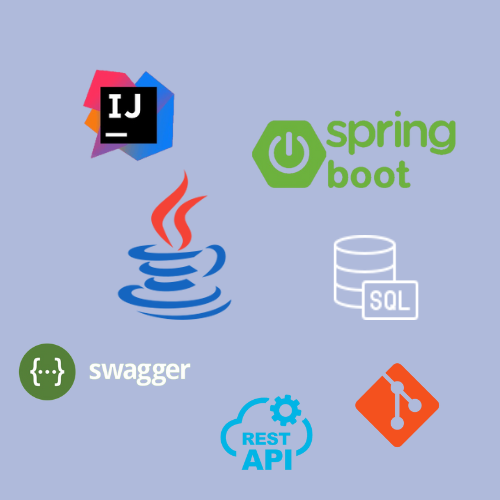 IJ
spring
boot
SQL
{···}
swagger
REST
API